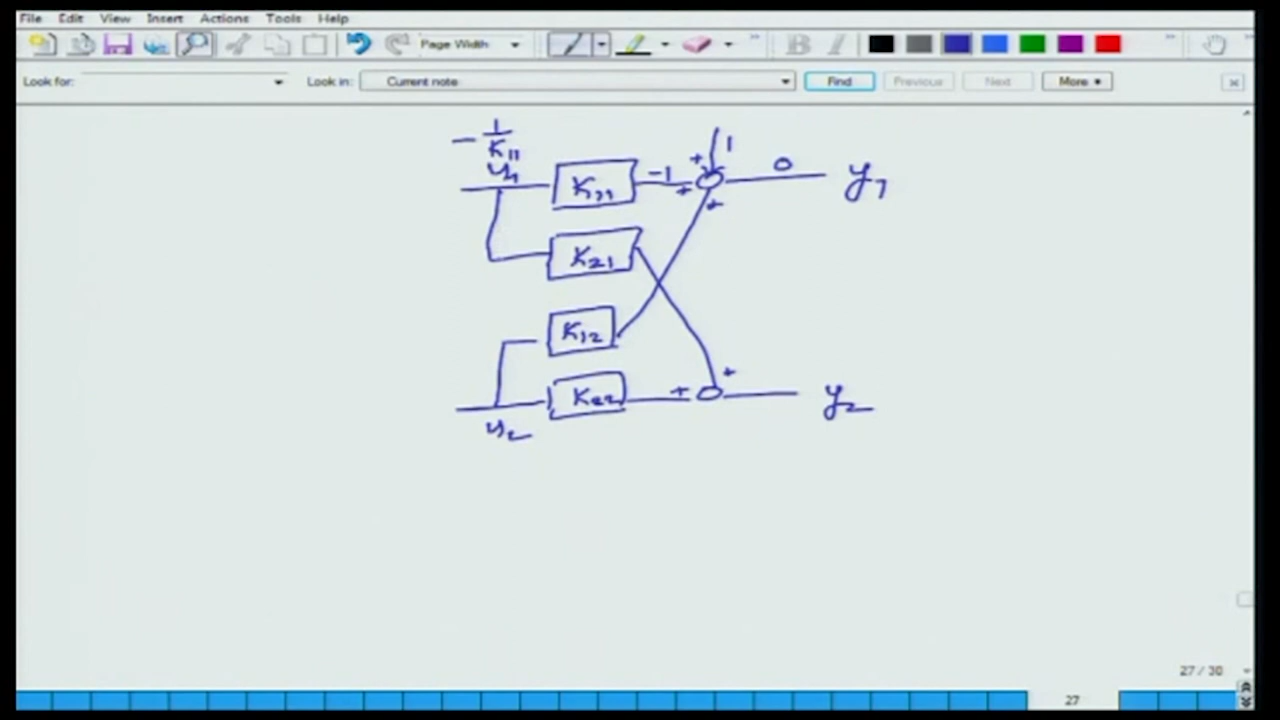 File Edit View Insert Actions Tools Help
Page Width B I
Look for: Look in: Current note Find Previous Next More
- 1/K11
u1 K11 -1 + + 1 0 y1
+
K21
K12
+
u2 K22 + y2
27 / 30
27